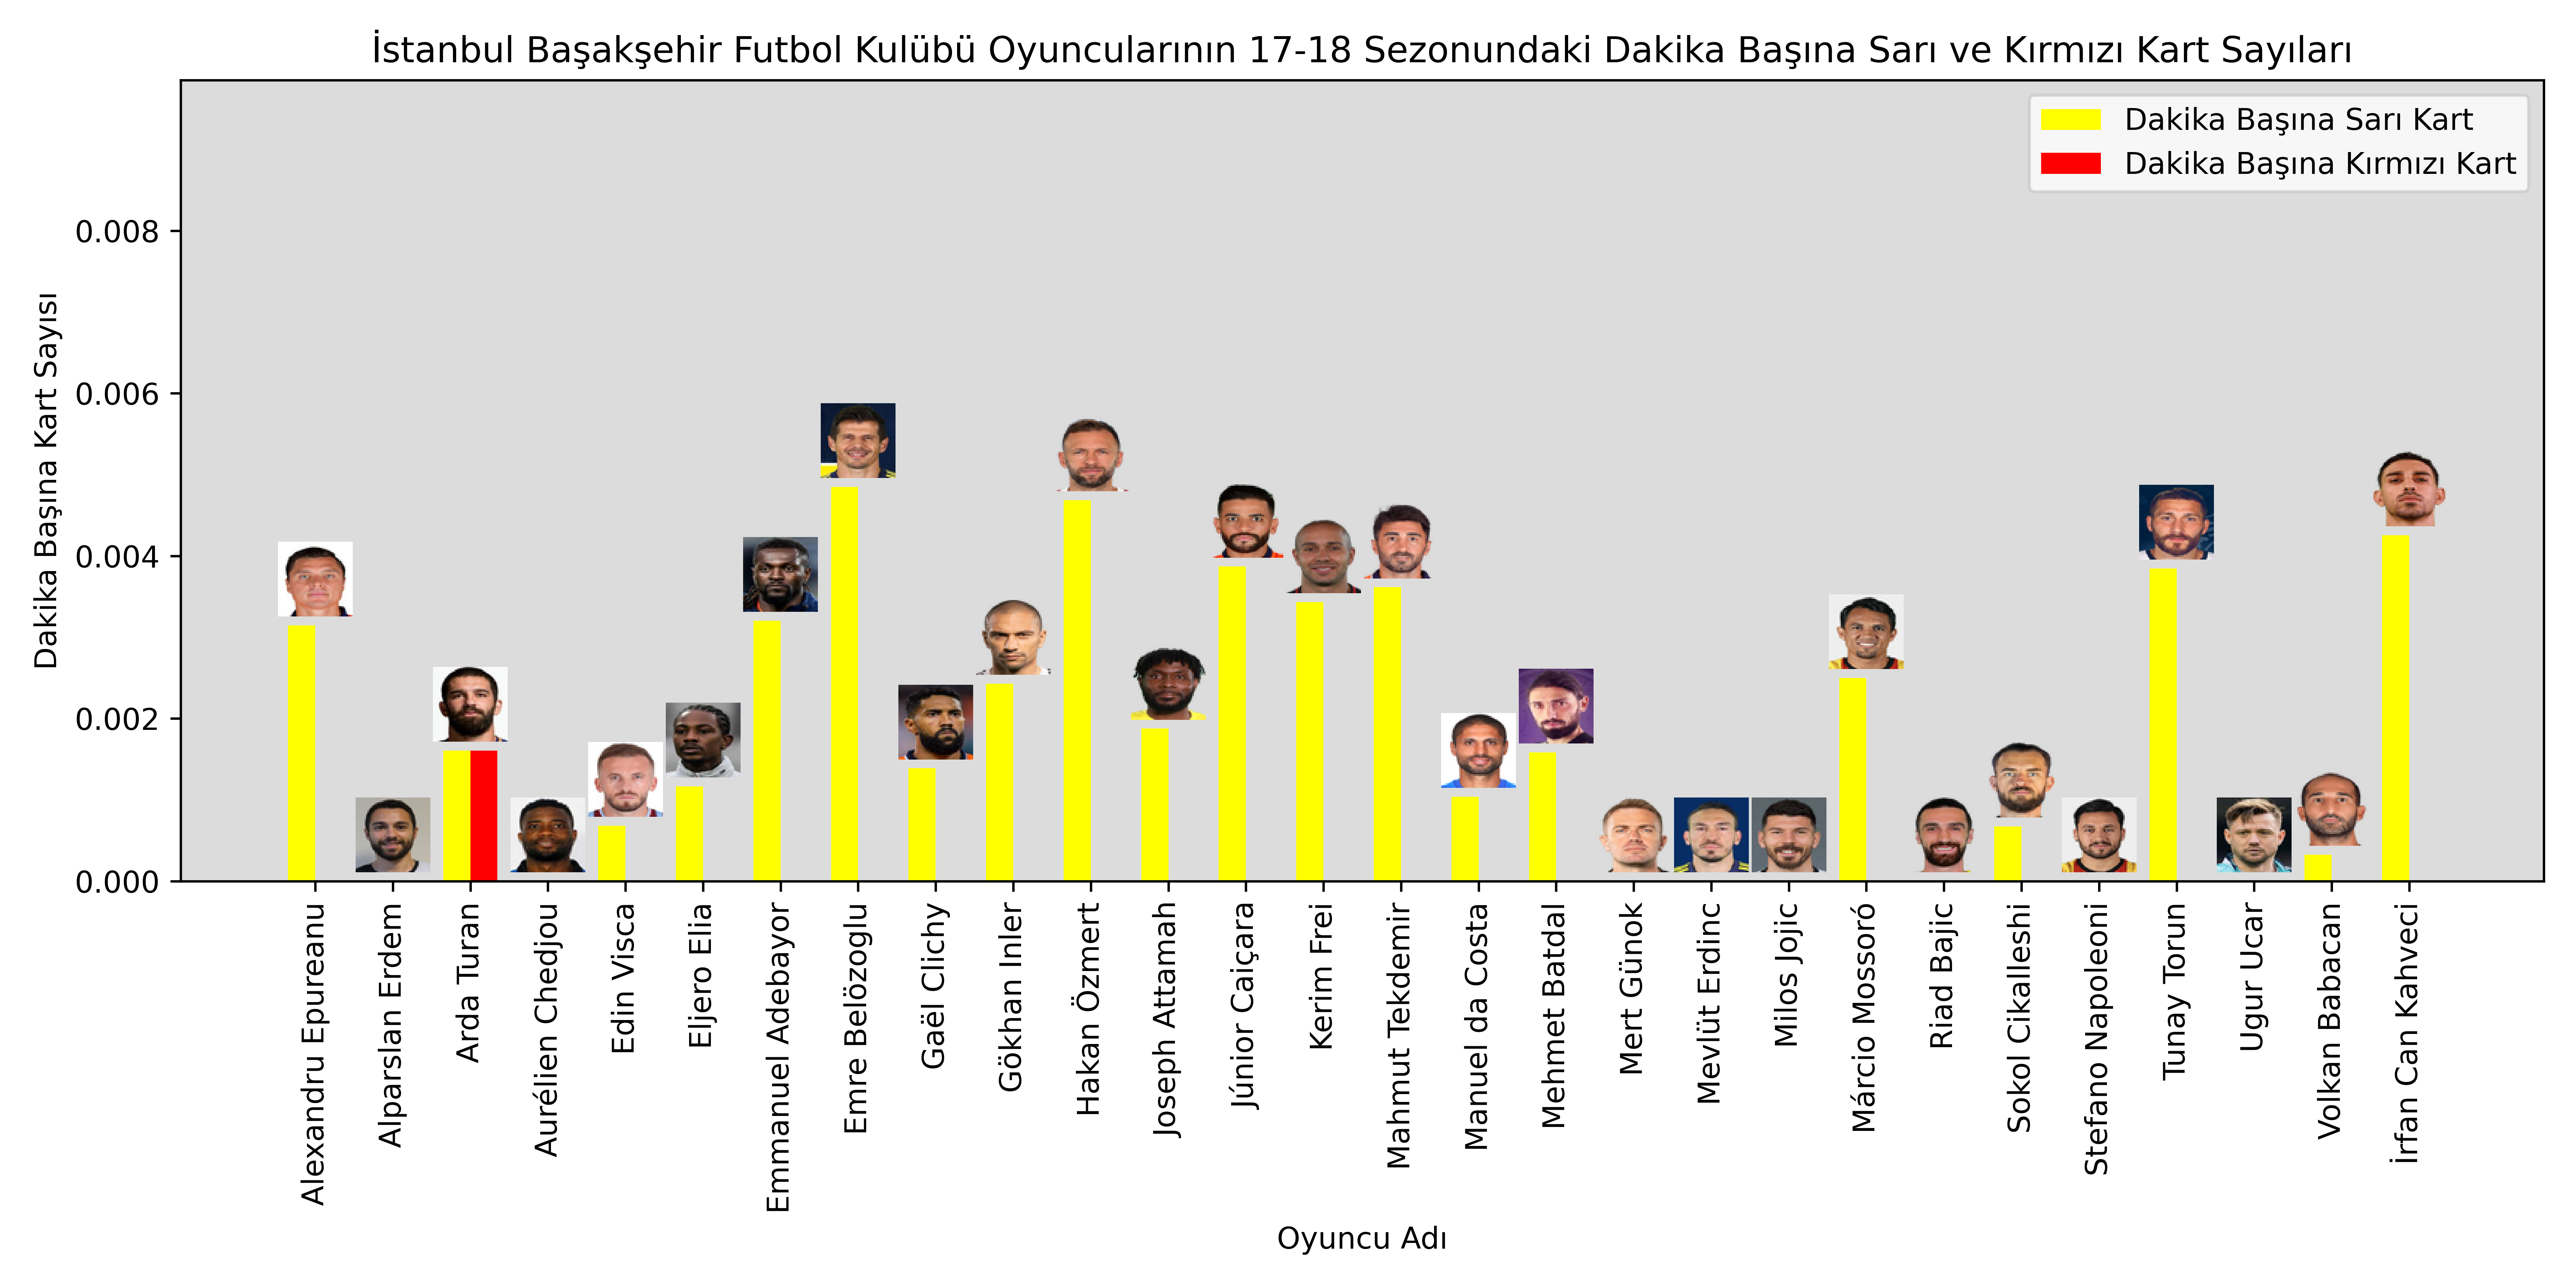 İstanbul Başakşehir Futbol Kulübü Oyuncularının 17-18 Sezonundaki Dakika Başına Sarı ve Kırmızı Kart Sayıları
Dakika Başına Sarı Kart
Dakika Başına Kırmızı Kart
Dakika Başına Kart Sayısı
0.008
0.006
0.004
0.002
0.000
Alexandru Epureanu
Alparslan Erdem
Arda Turan
Aurélien Chedjou
Edin Visca
Eljero Elia
Emmanuel Adebayor
Emre Belözoglu
Gaël Clichy
Gökhan Inler
Hakan Özmert
Joseph Attamah
Júnior Caiçara
Kerim Frei
Mahmut Tekdemir
Manuel da Costa
Mehmet Batdal
Mert Günok
Mevlüt Erdinc
Milos Jojic
Márcio Mossoró
Riad Bajic
Sokol Cikalleshi
Stefano Napoleoni
Tunay Torun
Ugur Ucar
Volkan Babacan
İrfan Can Kahveci
Oyuncu Adı